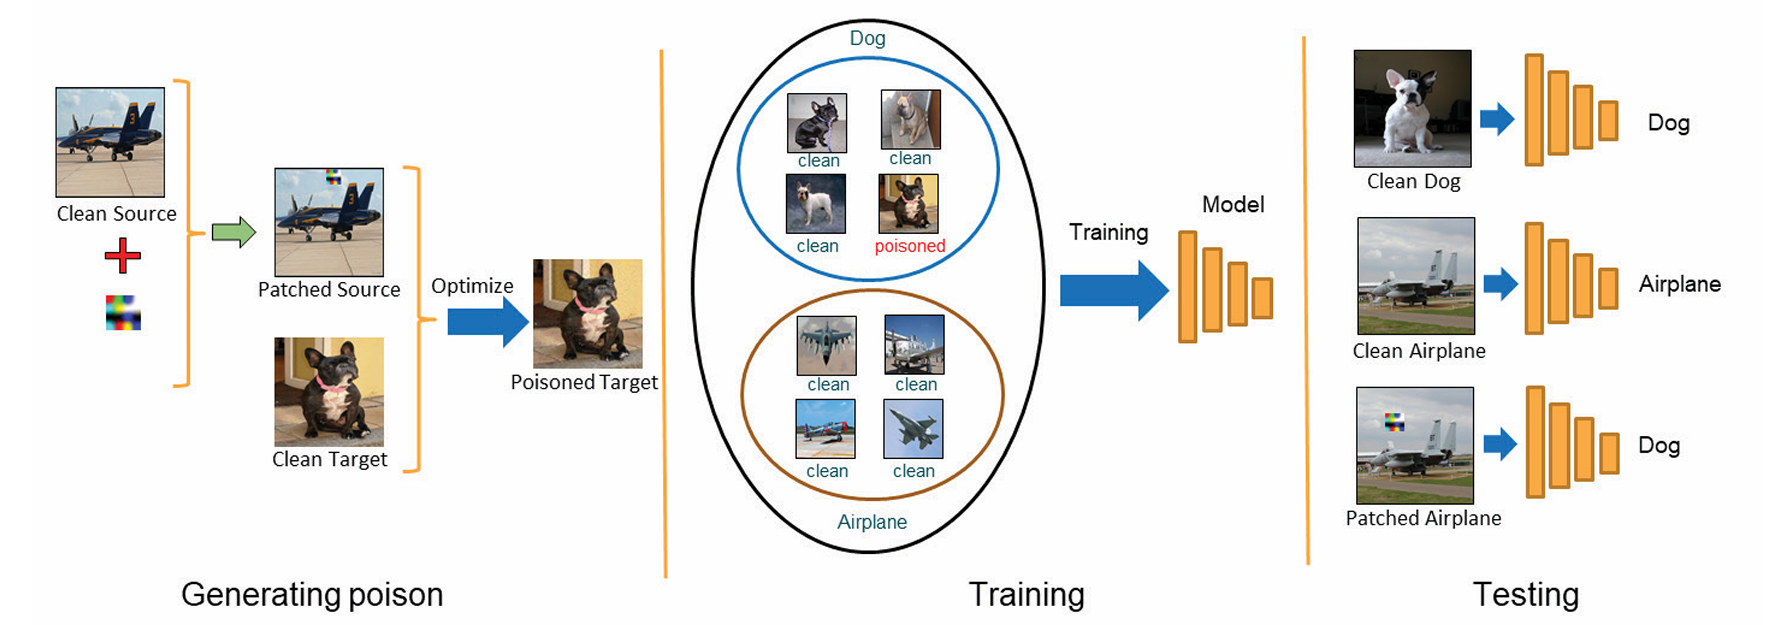 Clean Source
Patched Source
Clean Target
Optimize
Poisoned Target
Generating poison
Dog
clean
clean
clean
poisoned
clean
clean
clean
clean
Airplane
Training
Model
Training
Clean Dog
Dog
Clean Airplane
Airplane
Patched Airplane
Dog
Testing